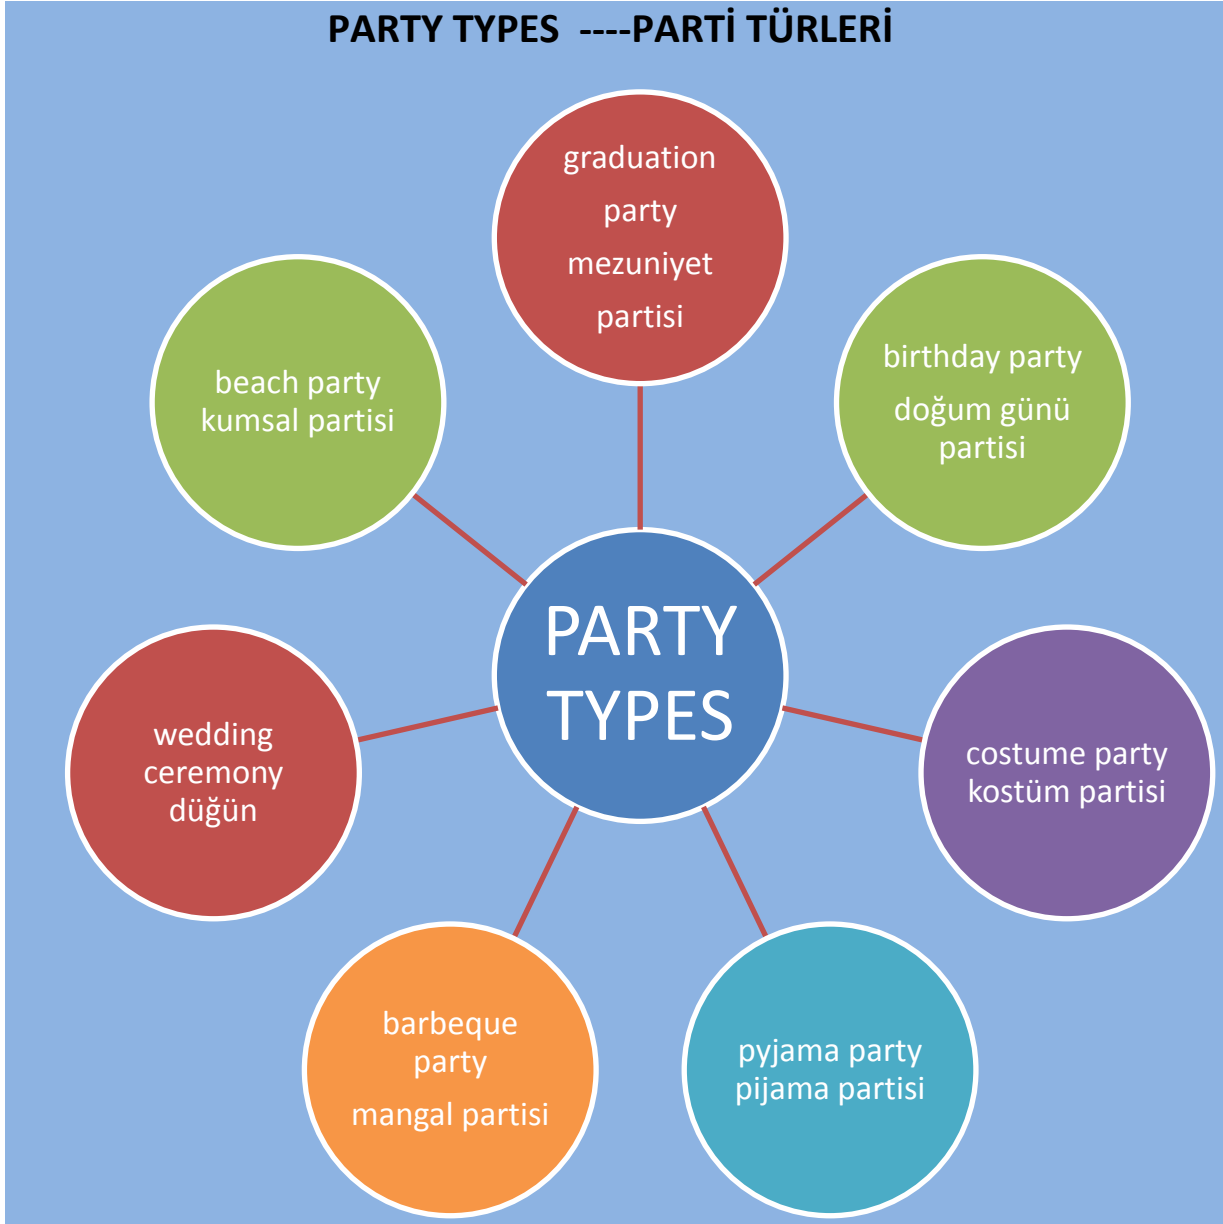 PARTY TYPES ----PARTİ TÜRLERİ
graduation
party
mezuniyet
partisi
birthday party
doğum günü
partisi
beach party
kumsal partisi
PARTY
TYPES
wedding
ceremony
düğün
costume party
kostüm partisi
barbeque
party
mangal partisi
pyjama party
pijama partisi